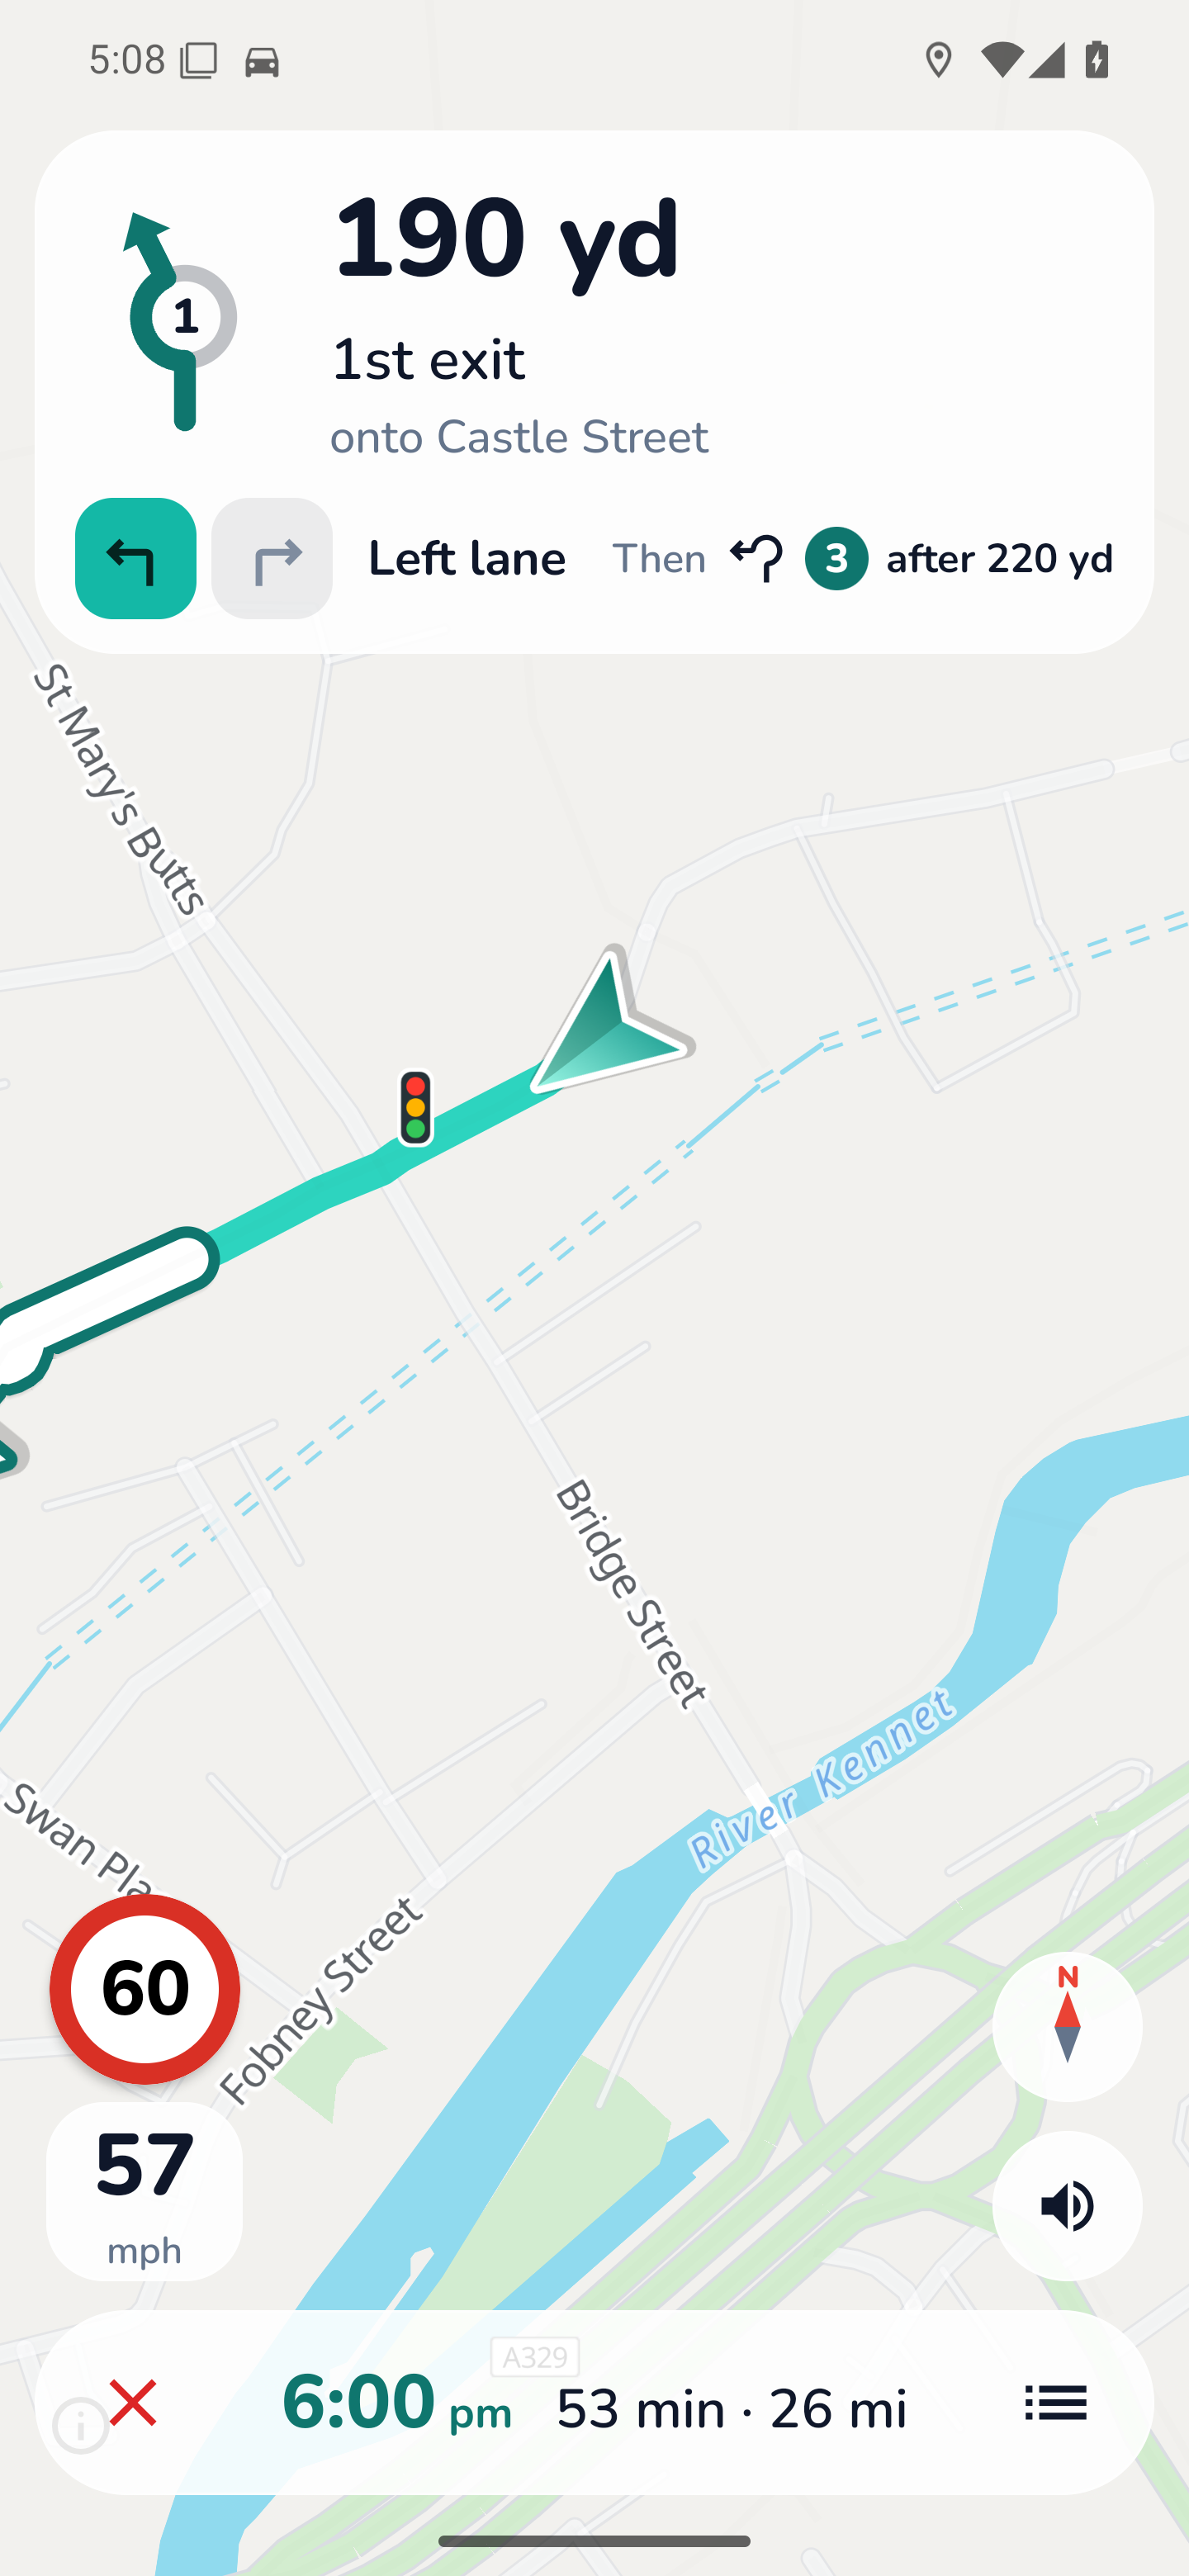 5:08
190 yd
1
1st exit
onto Castle Street
Left lane Then 3 after 220 yd
St Mary's Butts
Bridge Street
River Kennet
Swan Pla
Fobney Street
60
N
57
mph
A329
6:00 pm 53 min · 26 mi